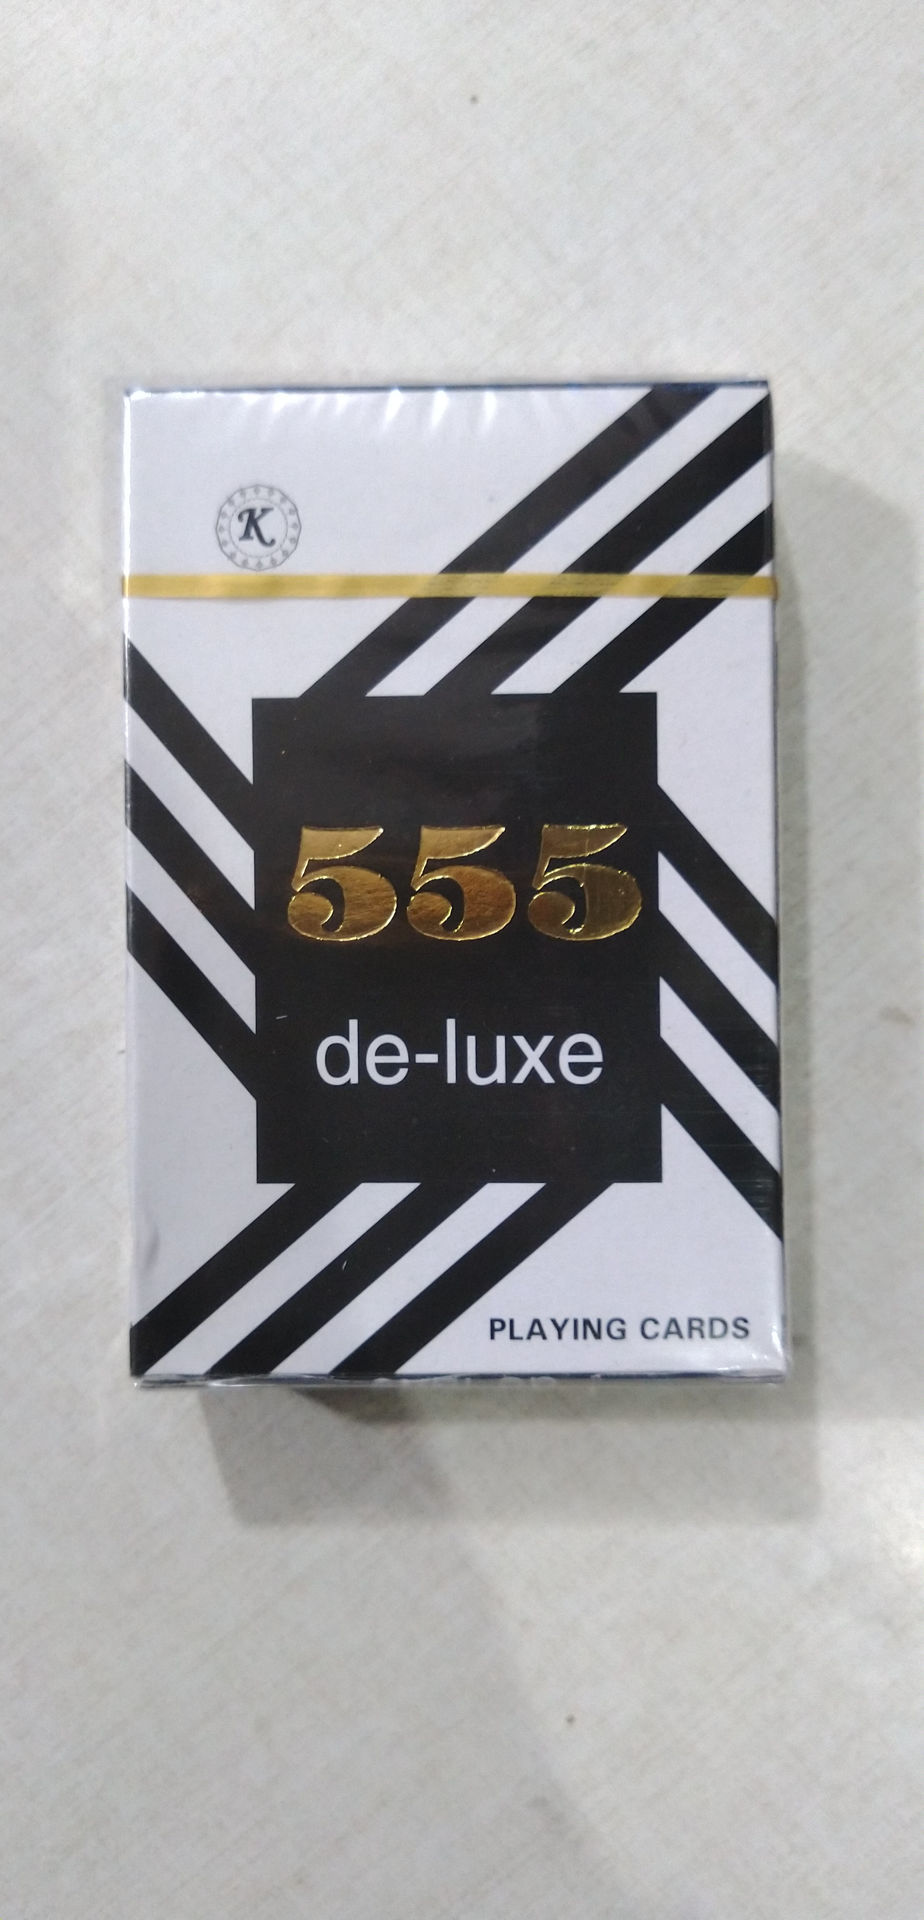 K
555
de-luxe
PLAYING CARDS